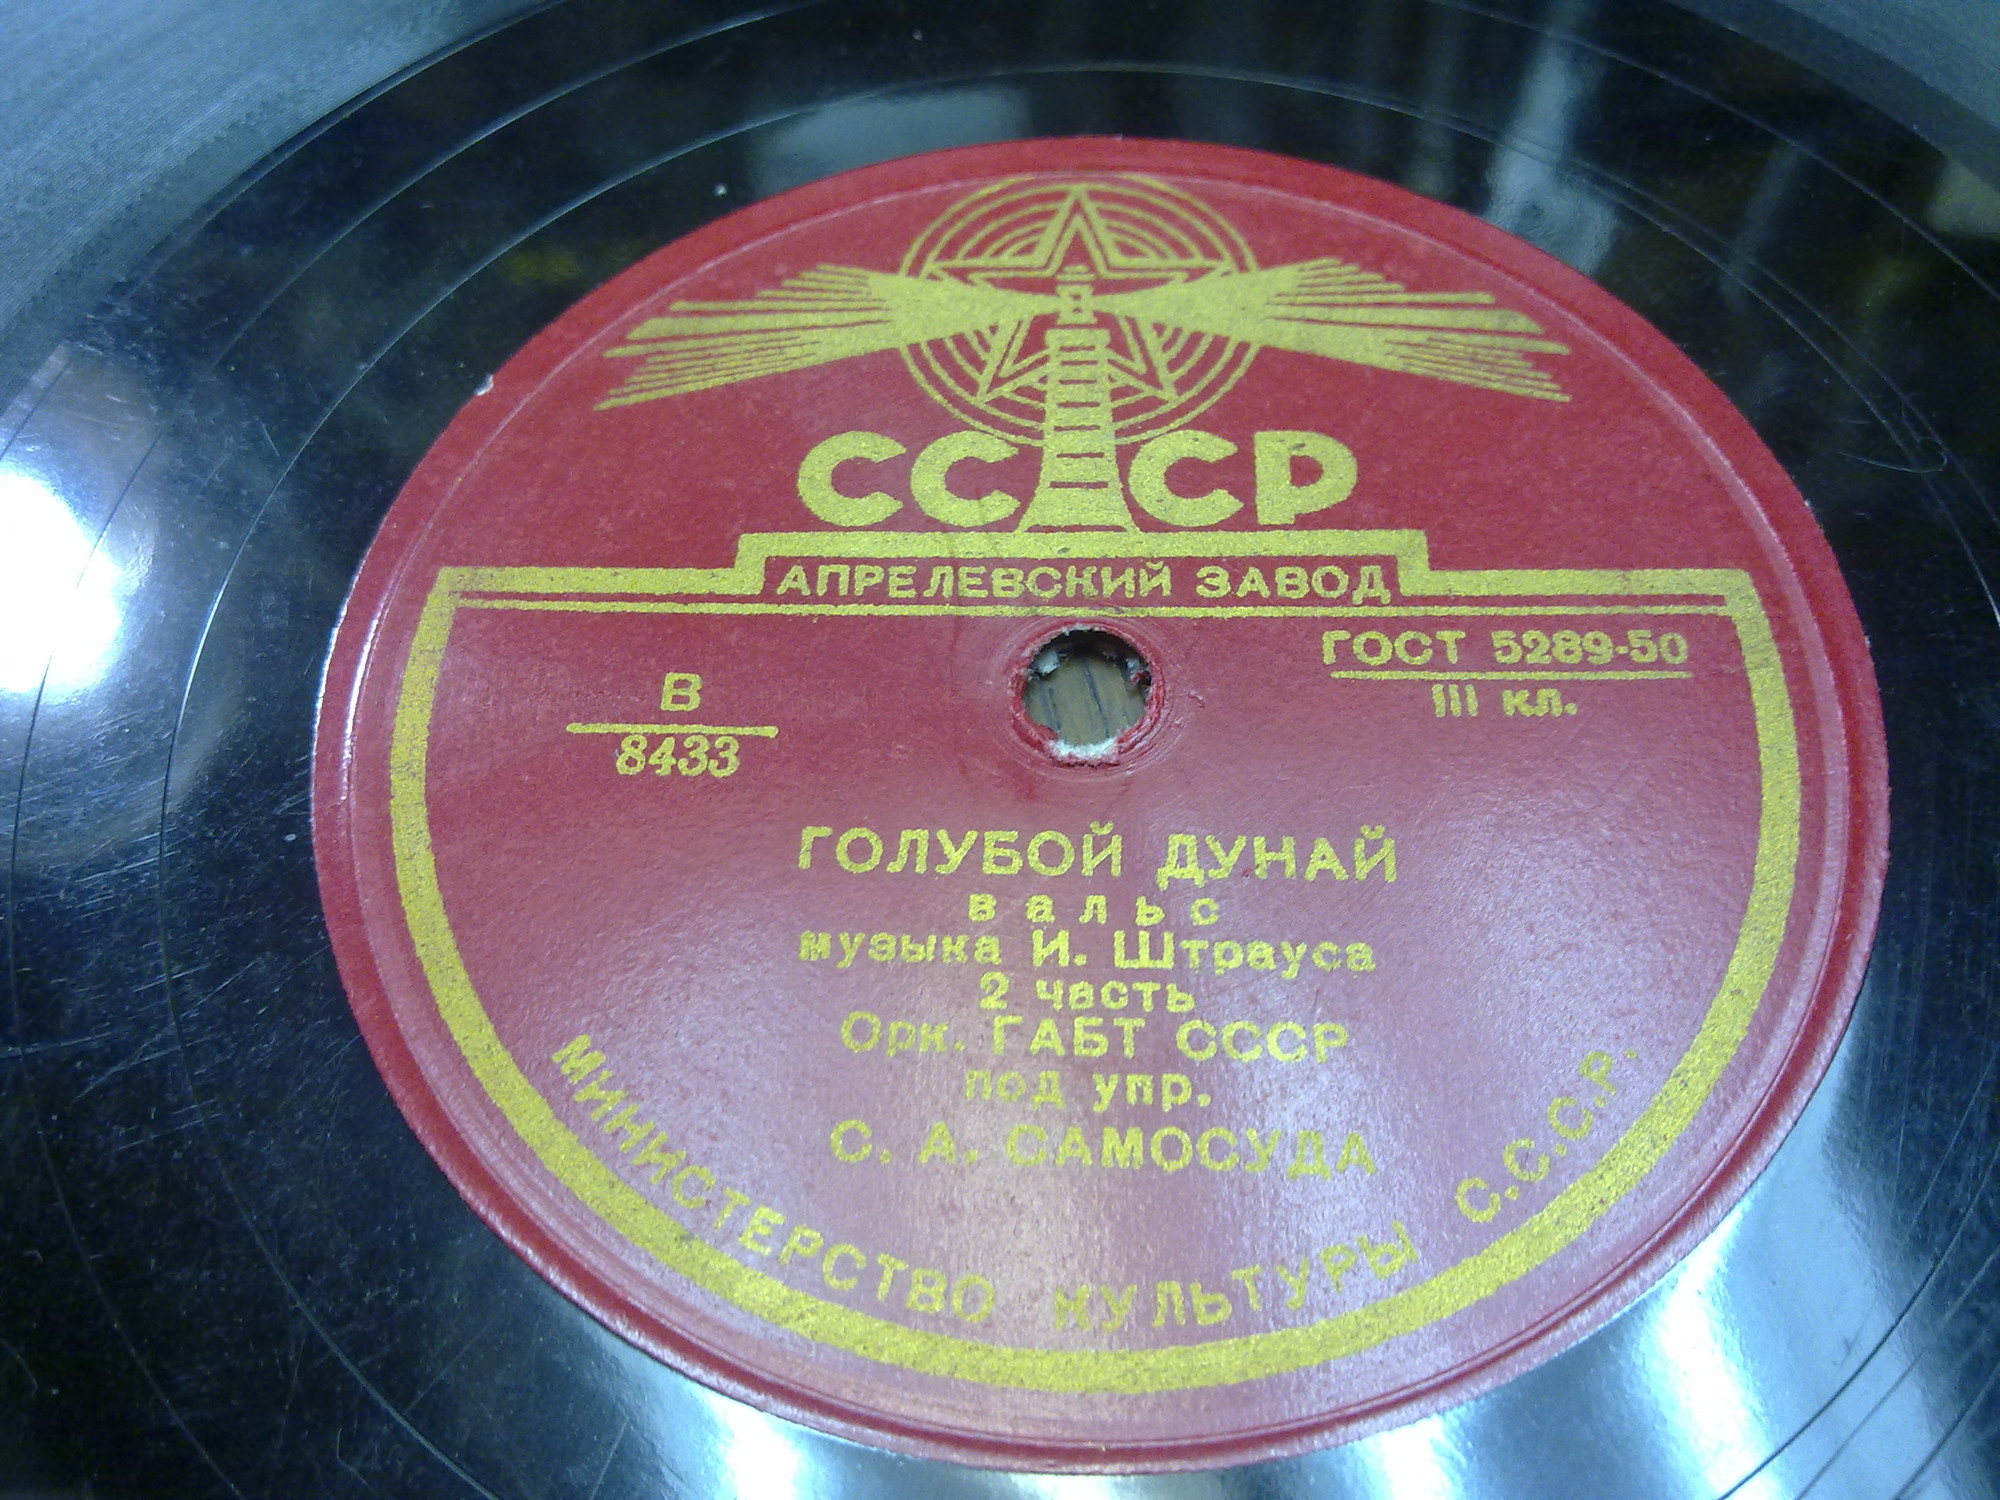 СССР
АПРЕЛЕВСКИЙ ЗАВОД
ГОСТ 5289-50
III кл.
В
8433
ГОЛУБОЙ ДУНАЙ
вальс
музыка И. Штрауса
2 часть
Орк. ГАБТ СССР
под упр.
С. А. САМОСУДА
МИНИСТЕРСТВО КУЛЬТУРЫ С.С.С.Р.